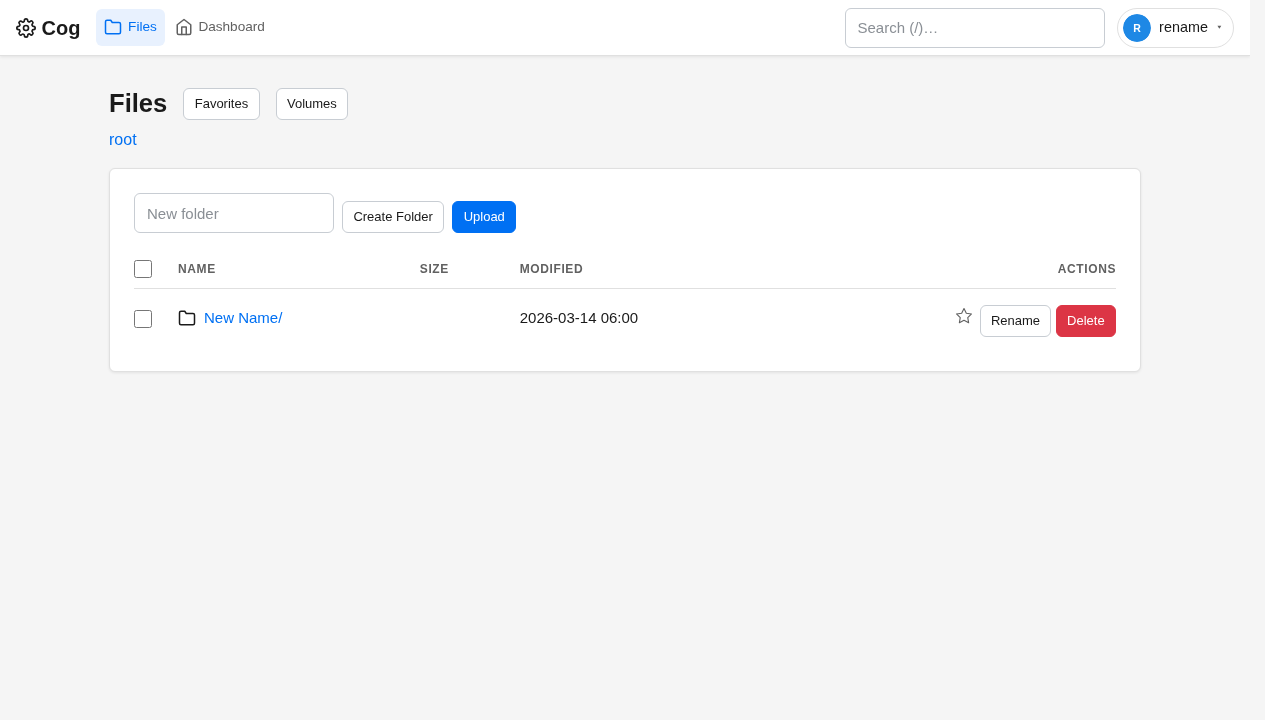 Cog Files Dashboard Search (/)… R rename
Files Favorites Volumes
root
New folder Create Folder Upload
NAME SIZE MODIFIED ACTIONS
New Name/ 2026-03-14 06:00 Rename Delete